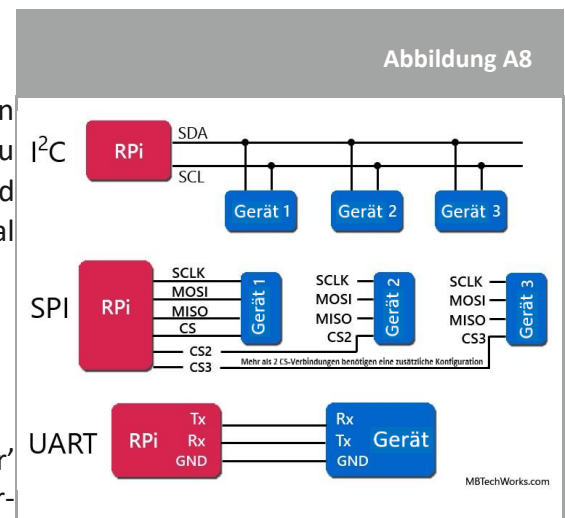 Abbildung A8
n
u
d
al
r’
r-
I²C
RPi
SDA
SCL
Gerät 1
Gerät 2
Gerät 3
SPI
RPi
SCLK
MOSI
MISO
CS
CS2
CS3
Gerät 1
SCLK
MOSI
MISO
CS2
Gerät 2
SCLK
MOSI
MISO
CS3
Gerät 3
Mehr als 2 CS-Verbindungen benötigen eine zusätzliche Konfiguration
UART
RPi
Tx
Rx
GND
Rx
Tx
GND
Gerät
MBTechWorks.com